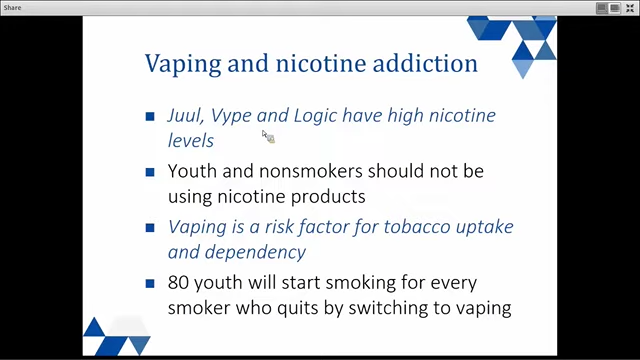 Share
Vaping and nicotine addiction
Juul, Vype and Logic have high nicotine
levels
Youth and nonsmokers should not be
using nicotine products
Vaping is a risk factor for tobacco uptake
and dependency
80 youth will start smoking for every
smoker who quits by switching to vaping